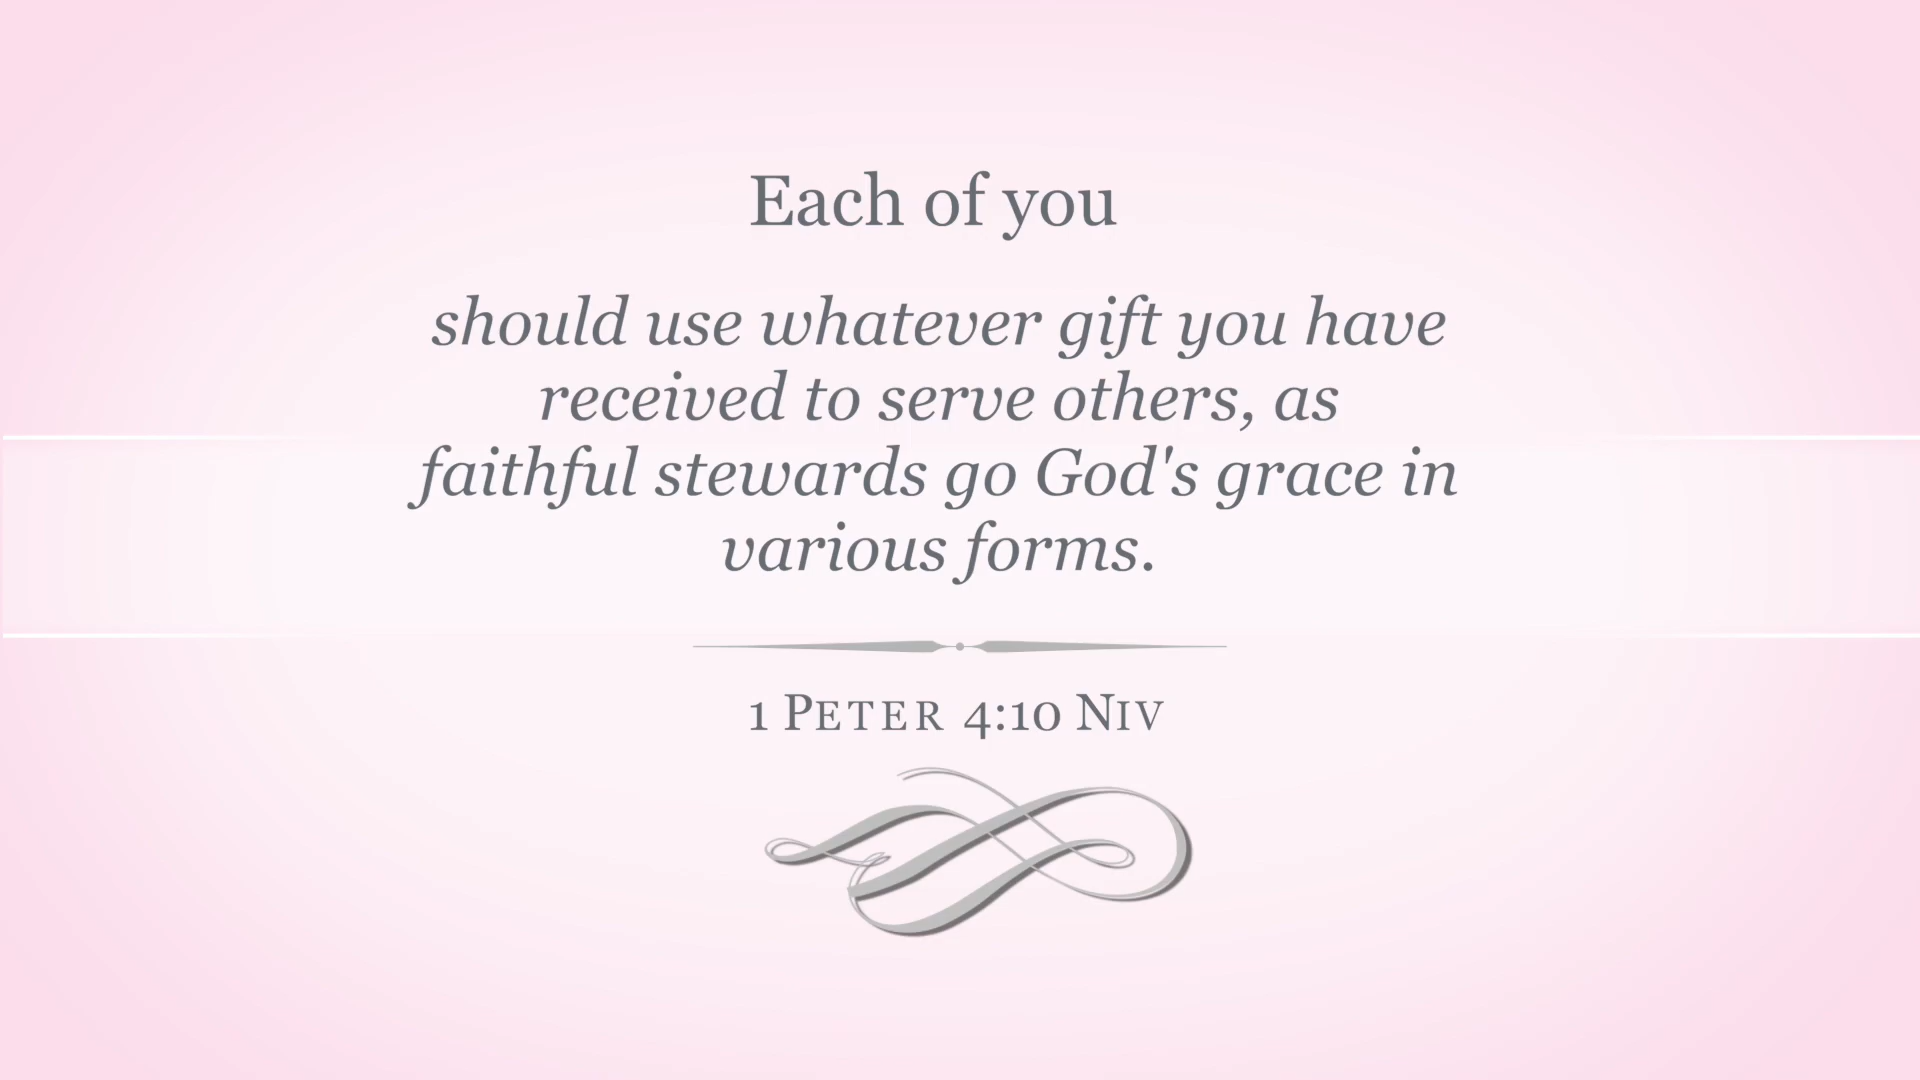 Each of you
should use whatever gift you have
received to serve others, as
faithful stewards go God's grace in
various forms.
1 PETER 4:10 NIV